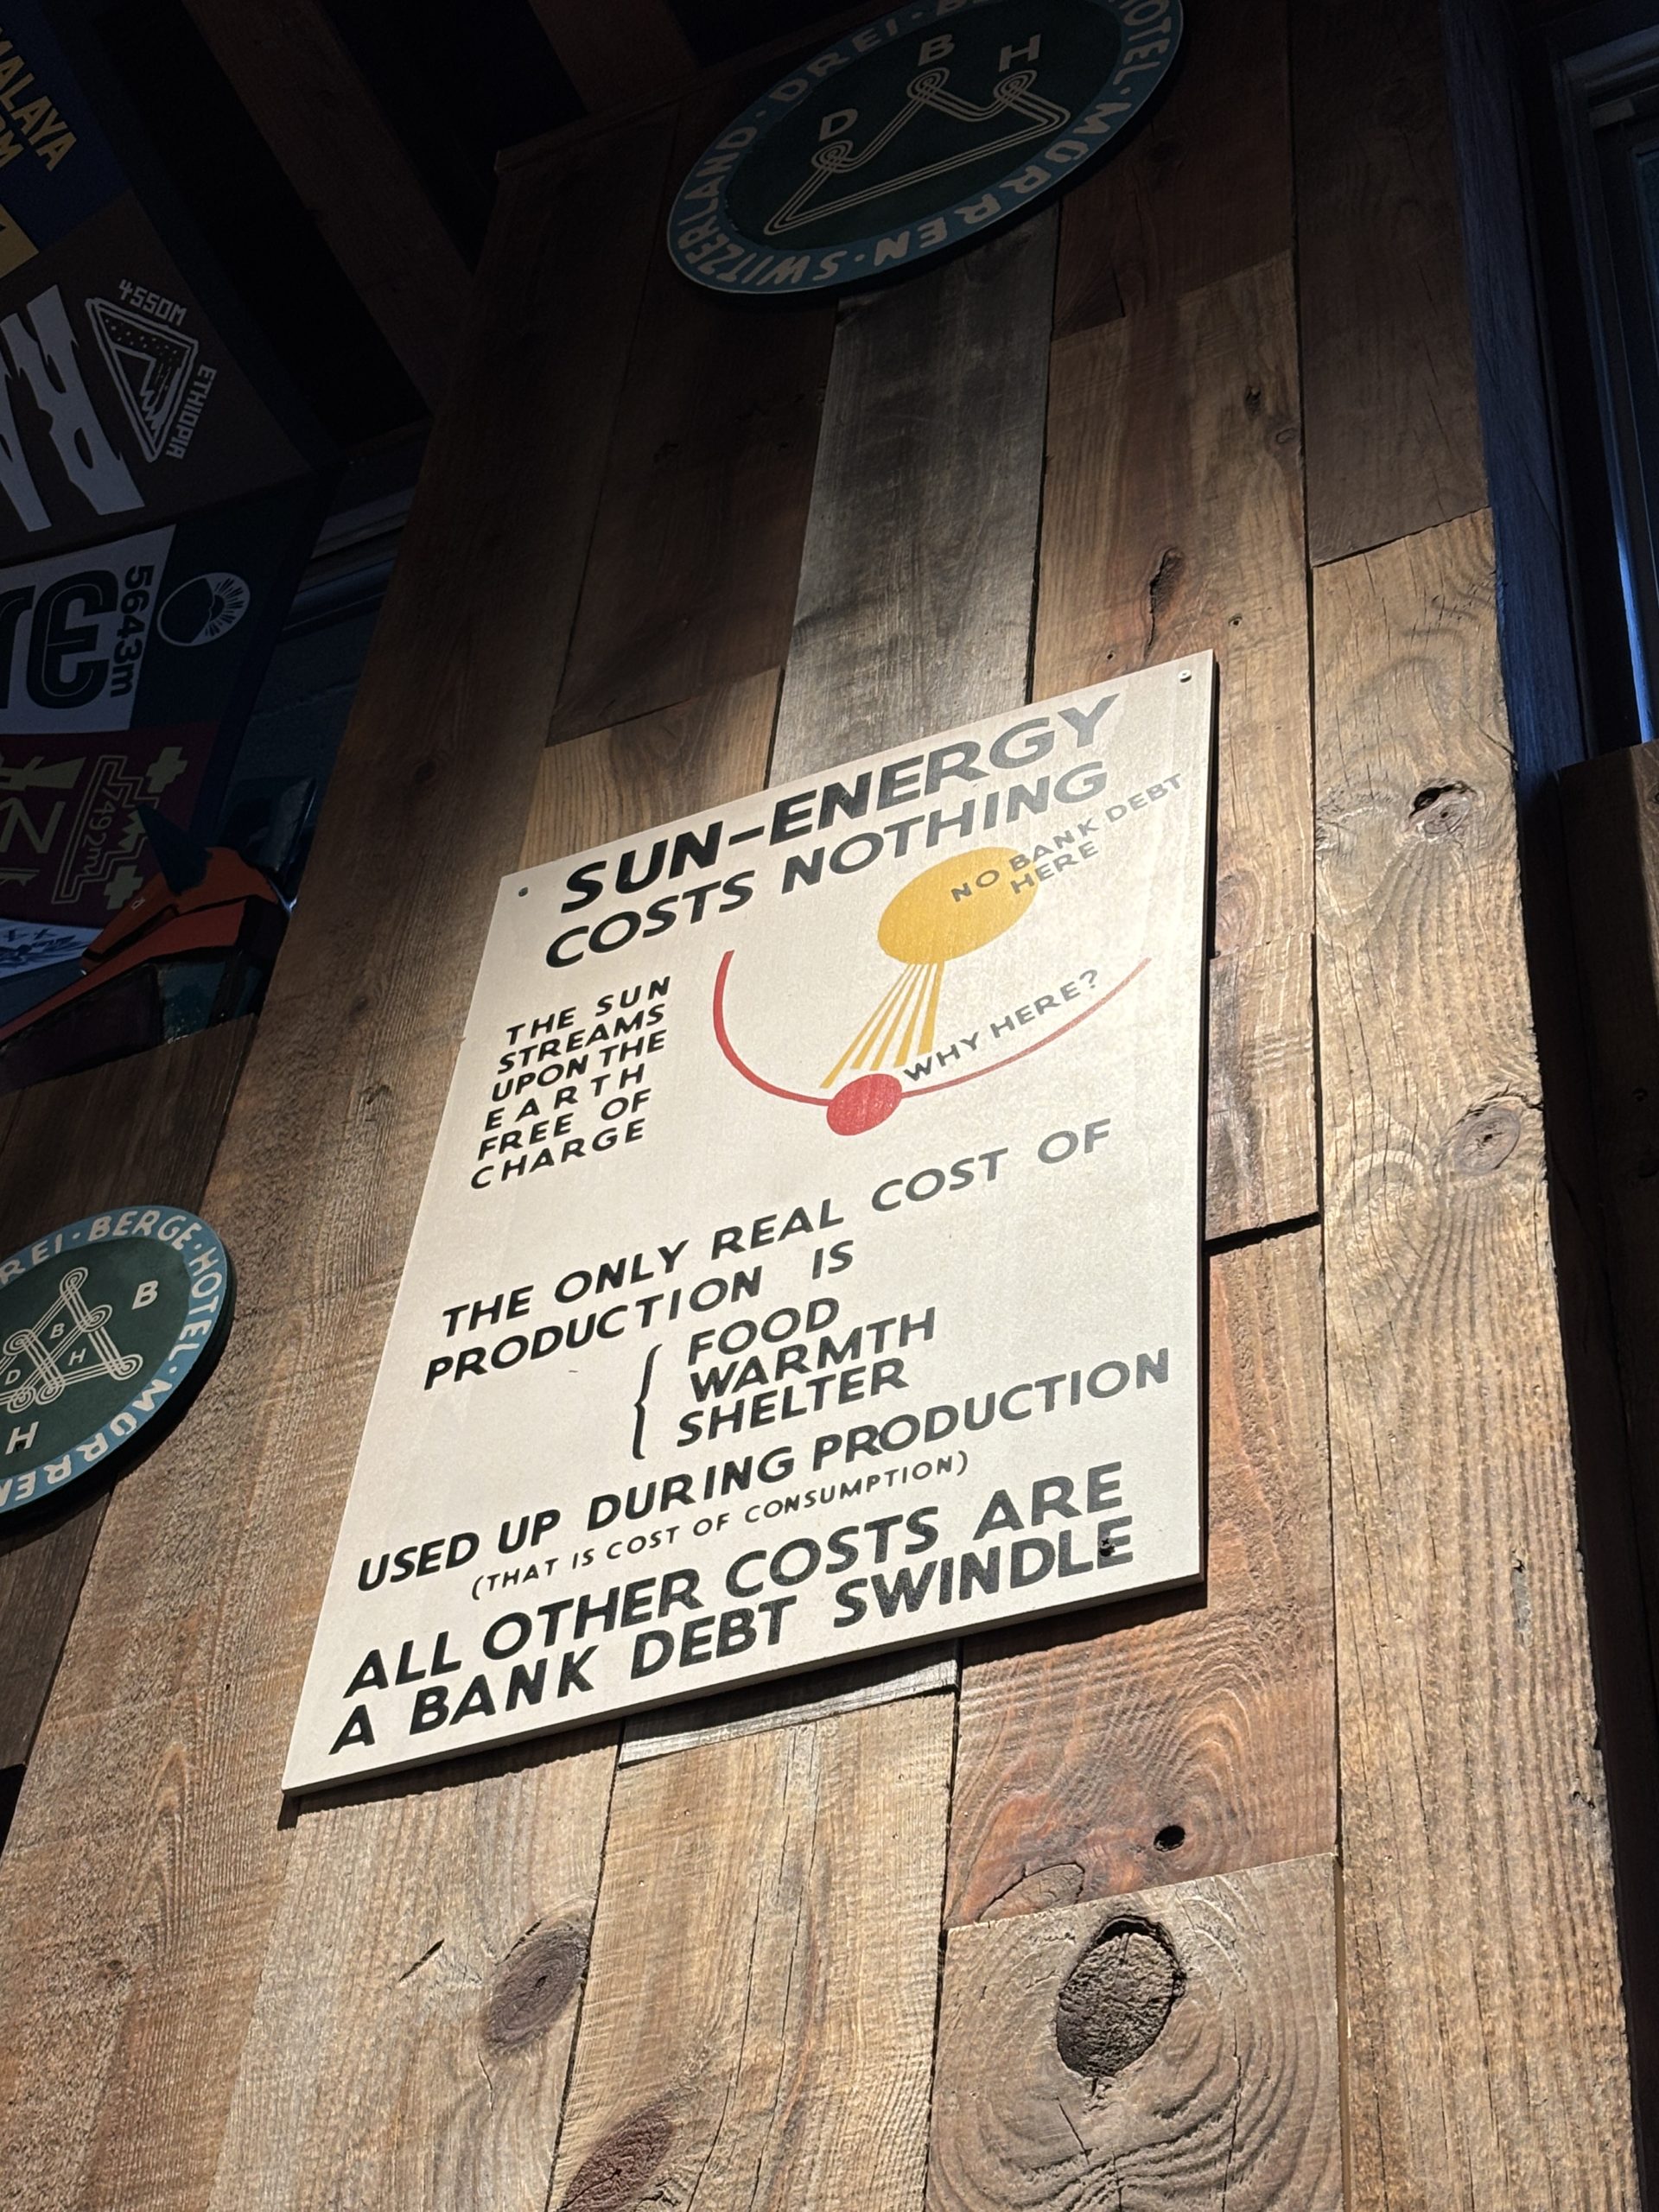 MALAYA
4550M
ETHIOPIA
5643m
7492m
D B H
SWITZERLAND · DREI ·
HOTEL · MÜRREN ·
SUN-ENERGY
COSTS NOTHING
NO BANK DEBT
HERE
THE SUN
STREAMS
UPON THE
EARTH
FREE OF
CHARGE
WHY HERE?
THE ONLY REAL COST OF
PRODUCTION IS
FOOD
WARMTH
SHELTER
USED UP DURING PRODUCTION
(THAT IS COST OF CONSUMPTION)
ALL OTHER COSTS ARE
A BANK DEBT SWINDLE
REI · BERGE · HOTEL · MÜRREN
B
B
D H
H